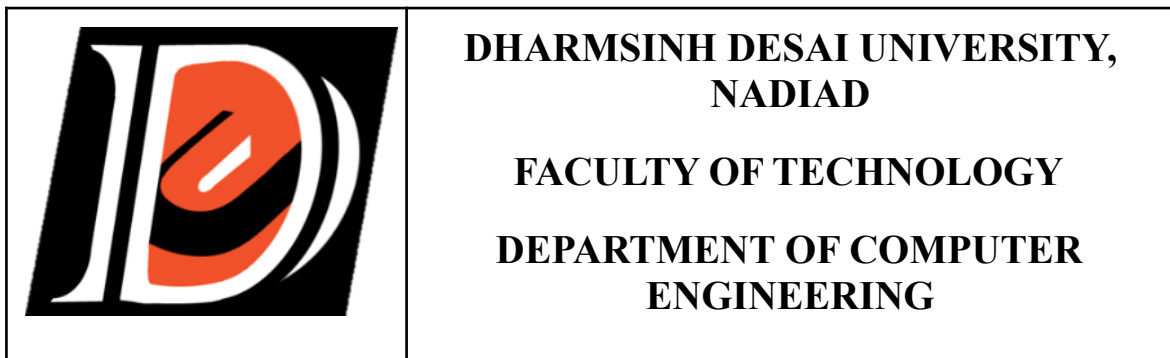 DHARMSINH DESAI UNIVERSITY,
NADIAD
FACULTY OF TECHNOLOGY
DEPARTMENT OF COMPUTER
ENGINEERING